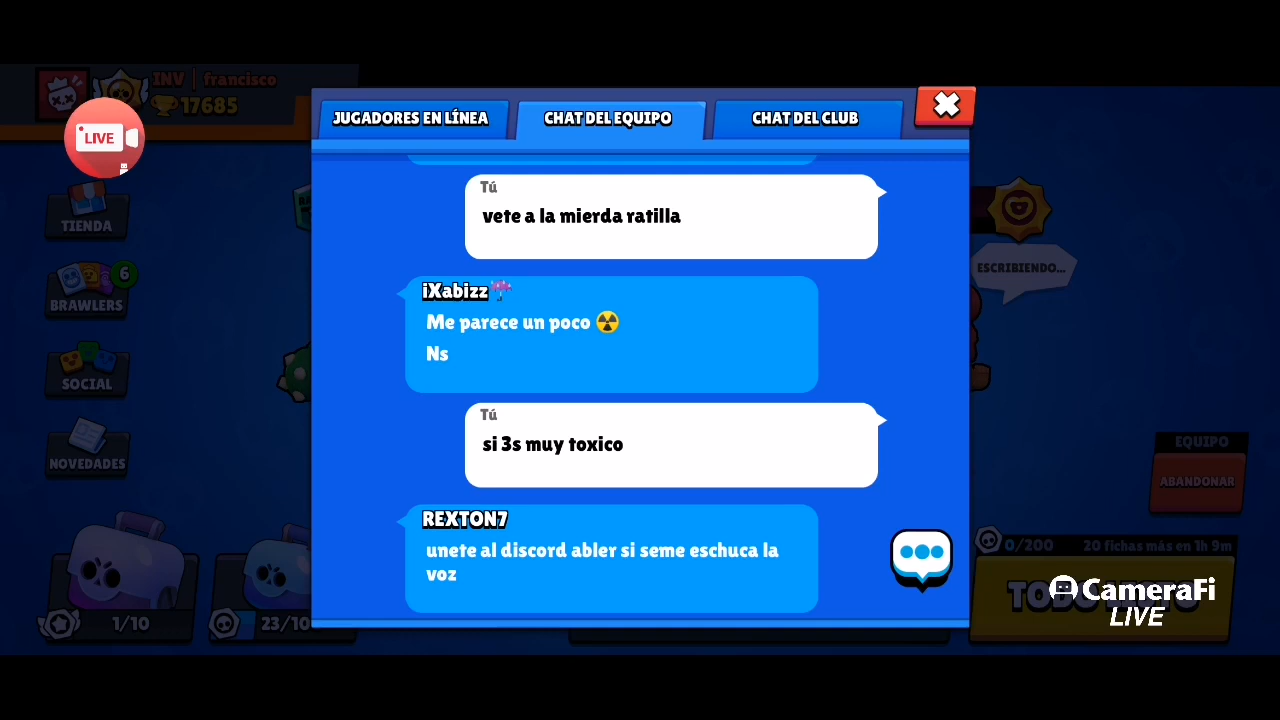 INV | francisco
17685
LIVE
JUGADORES EN LÍNEA
CHAT DEL EQUIPO
CHAT DEL CLUB
Tú
vete a la mierda ratilla
iXabizz
Me parece un poco ☢
Ns
Tú
si 3s muy toxico
REXTON7
unete al discord abler si seme eschuca la
voz
TIENDA
6
BRAWLERS
SOCIAL
NOVEDADES
1/10
23/10
ESCRIBIENDO...
EQUIPO
ABANDONAR
0/200
20 fichas más en 1h 9m
CameraFi
LIVE